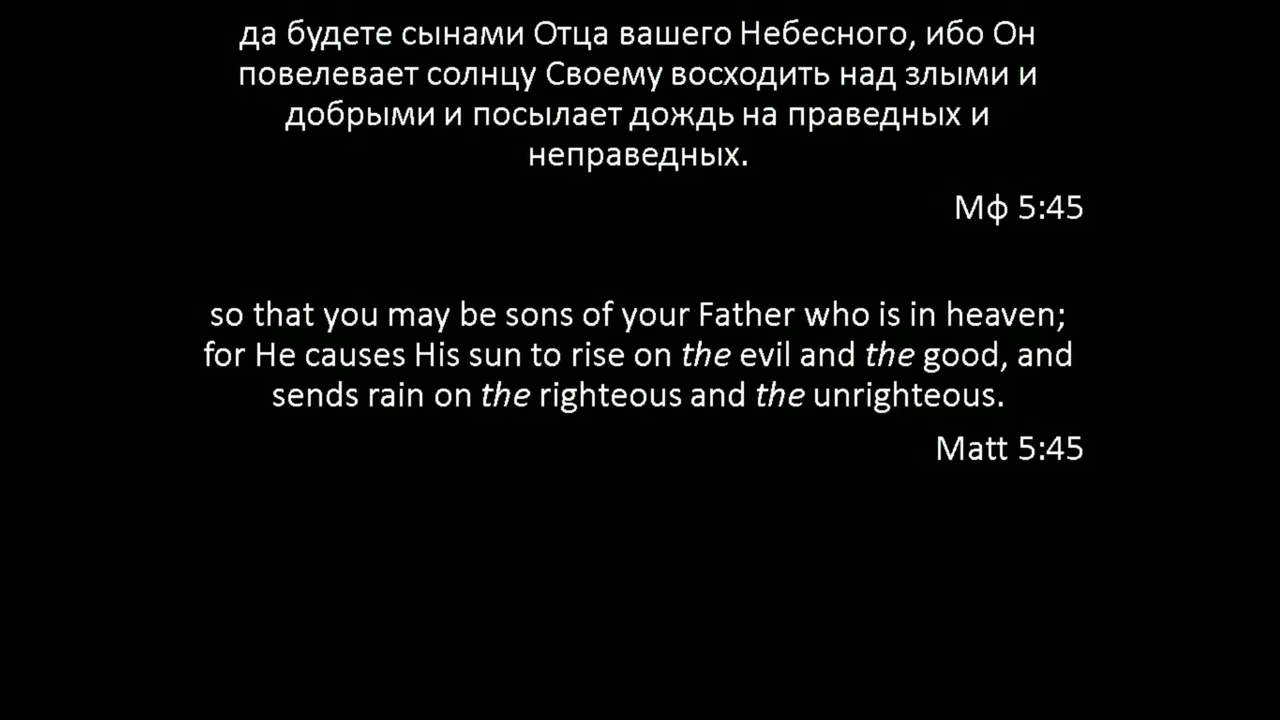 да будете сынами Отца вашего Небесного, ибо Он
повелевает солнцу Своему восходить над злыми и
добрыми и посылает дождь на праведных и
неправедных.
Мф 5:45
so that you may be sons of your Father who is in heaven;
for He causes His sun to rise on the evil and the good, and
sends rain on the righteous and the unrighteous.
Matt 5:45